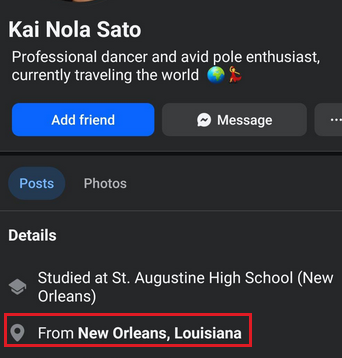 Kai Nola Sato
Professional dancer and avid pole enthusiast,
currently traveling the world 🌍💃
Add friend
Message
...
Posts
Photos
Details
Studied at St. Augustine High School (New
Orleans)
From New Orleans, Louisiana